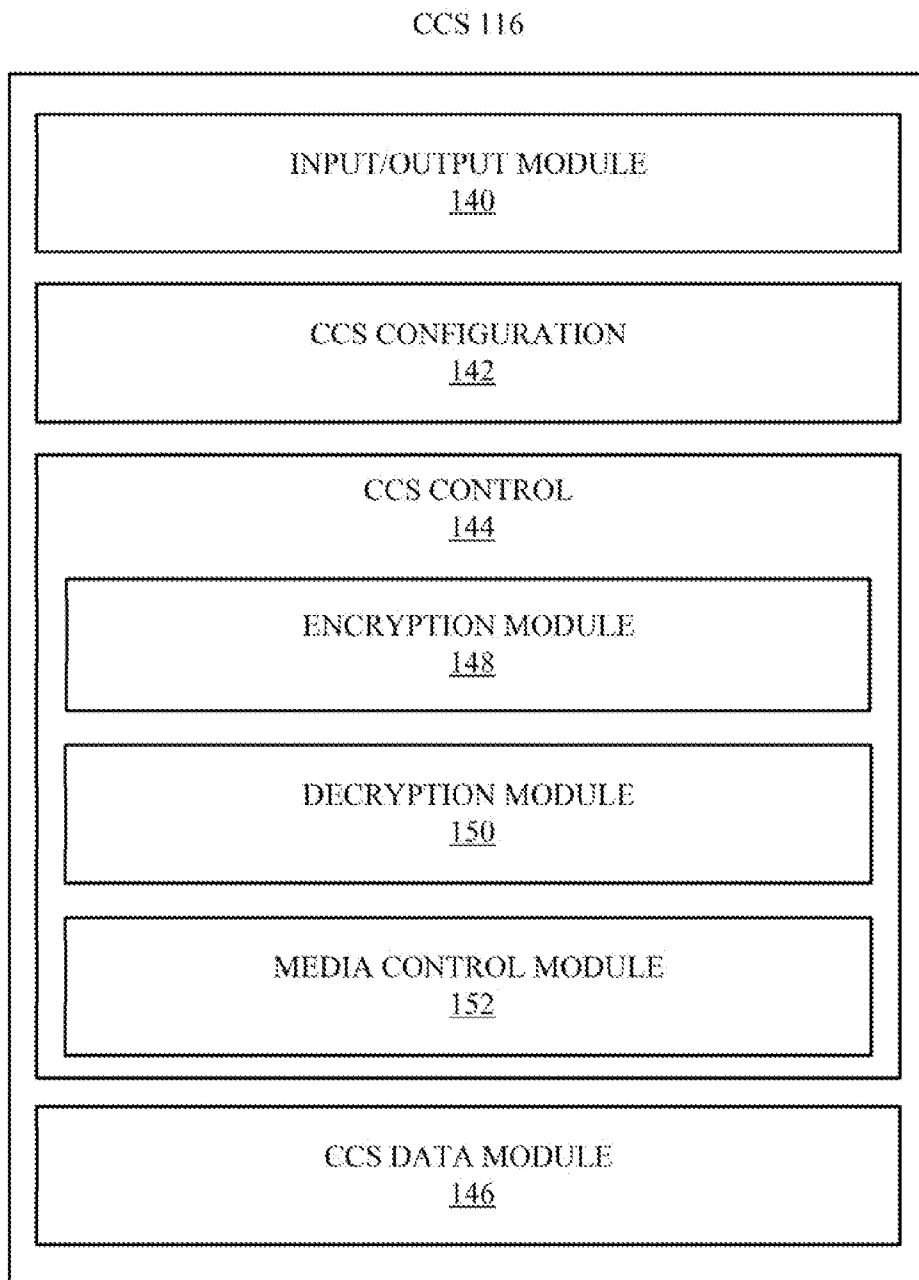 CCS 116
INPUT/OUTPUT MODULE
140
CCS CONFIGURATION
142
CCS CONTROL
144
ENCRYPTION MODULE
148
DECRYPTION MODULE
150
MEDIA CONTROL MODULE
152
CCS DATA MODULE
146